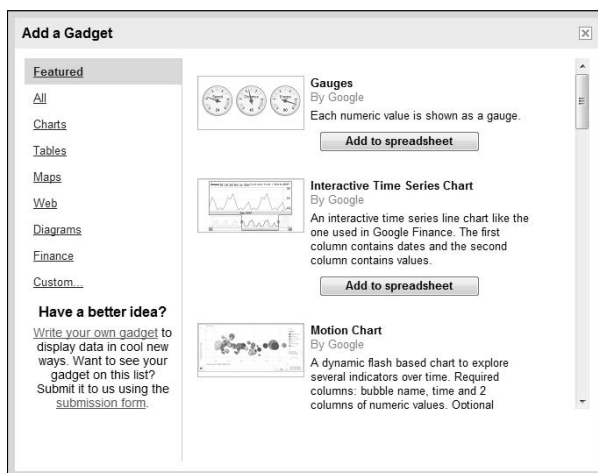 Add a Gadget
Featured
All
Charts
Tables
Maps
Web
Diagrams
Finance
Custom...
Have a better idea?
Write your own gadget to
display data in cool new
ways. Want to see your
gadget on this list?
Submit it to us using the
submission form.
Gauges
By Google
Each numeric value is shown as a gauge.
Add to spreadsheet
Interactive Time Series Chart
By Google
An interactive time series line chart like the
one used in Google Finance. The first
column contains dates and the second
column contains values.
Add to spreadsheet
Motion Chart
By Google
A dynamic flash based chart to explore
several indicators over time. Required
columns: bubble name, time and 2
columns of numeric values. Optional